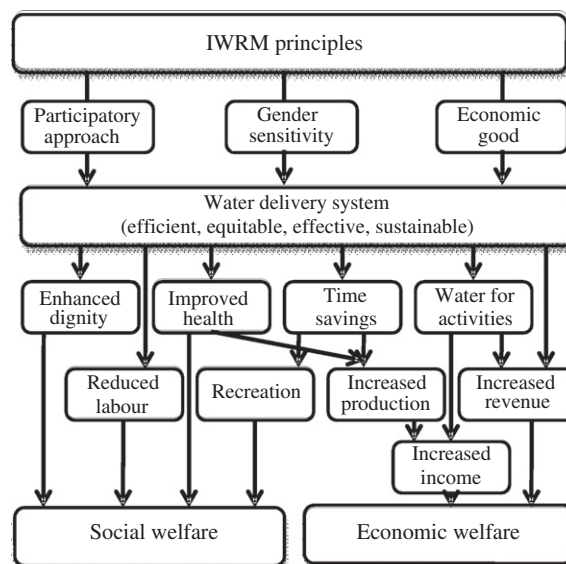 IWRM principles
Participatory
approach
Gender
sensitivity
Economic
good
Water delivery system
(efficient, equitable, effective, sustainable)
Enhanced
dignity
Improved
health
Time
savings
Water for
activities
Reduced
labour
Recreation
Increased
production
Increased
revenue
Increased
income
Social welfare
Economic welfare